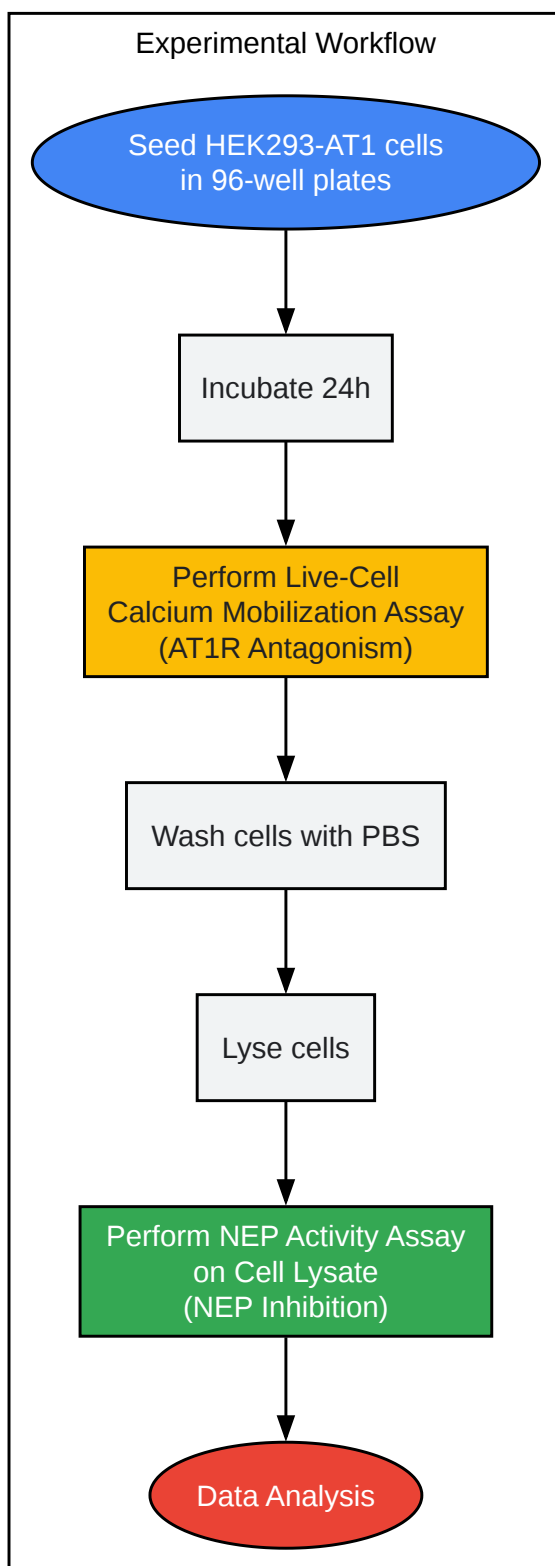 Experimental Workflow
Seed HEK293-AT1 cells
in 96-well plates
Incubate 24h
Perform Live-Cell
Calcium Mobilization Assay
(AT1R Antagonism)
Wash cells with PBS
Lyse cells
Perform NEP Activity Assay
on Cell Lysate
(NEP Inhibition)
Data Analysis